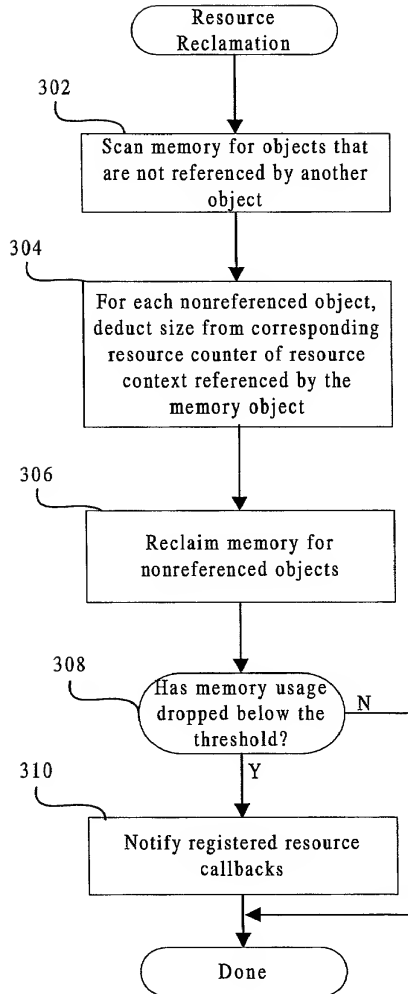 Resource
Reclamation
302
Scan memory for objects that
are not referenced by another
object
304
For each nonreferenced object,
deduct size from corresponding
resource counter of resource
context referenced by the
memory object
306
Reclaim memory for
nonreferenced objects
308
Has memory usage
dropped below the
threshold?
N
Y
310
Notify registered resource
callbacks
Done